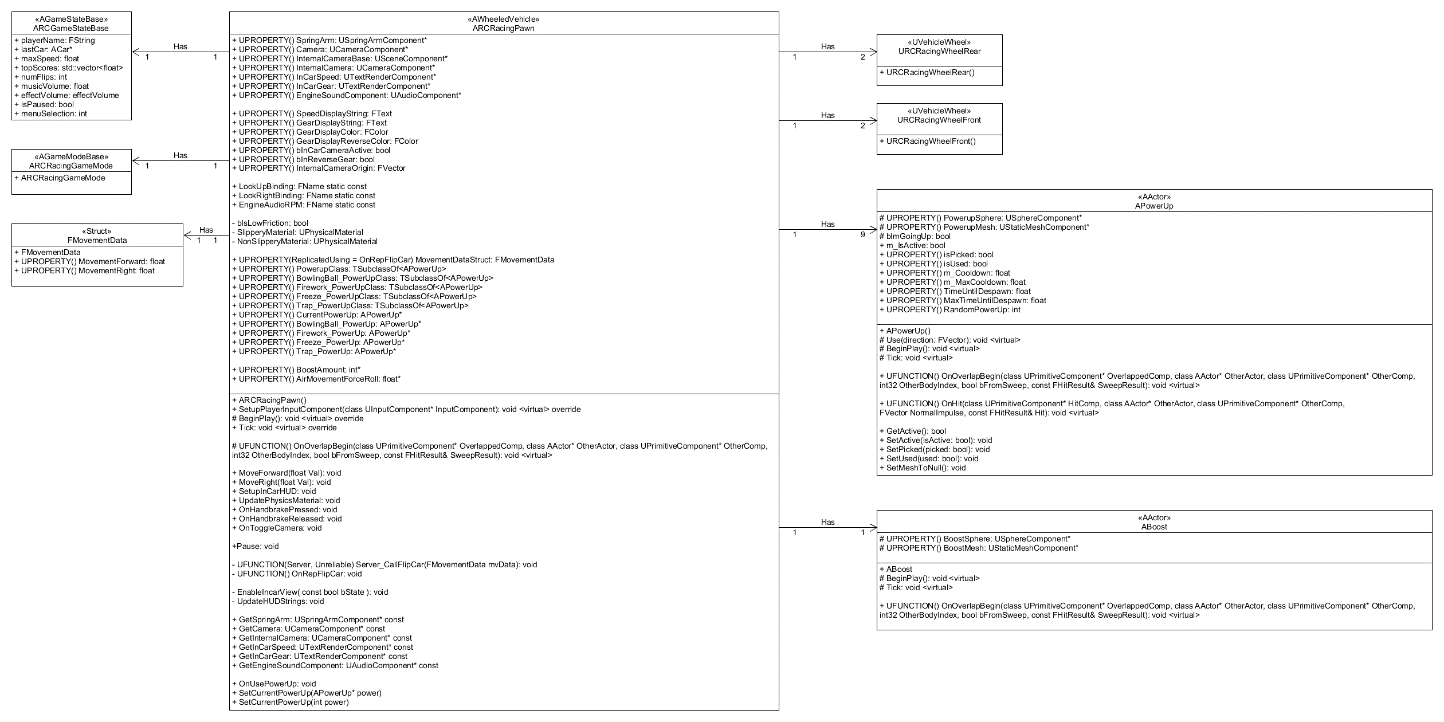 «AGameStateBase»
ARCGameStateBase
+ playerName: FString
+ lastCar: ACar*
+ maxSpeed: float
+ topScores: std::vector<float>
+ numFlips: int
+ musicVolume: float
+ effectVolume: effectVolume
+ isPaused: bool
+ menuSelection: int
Has
1
1
«AGameModeBase»
ARCRacingGameMode
+ ARCRacingGameMode
Has
1
1
«Struct»
FMovementData
+ FMovementData
+ UPROPERTY() MovementForward: float
+ UPROPERTY() MovementRight: float
Has
1
1
«AWheeledVehicle»
ARCRacingPawn
+ UPROPERTY() SpringArm: USpringArmComponent*
+ UPROPERTY() Camera: UCameraComponent*
+ UPROPERTY() InternalCameraBase: USceneComponent*
+ UPROPERTY() InternalCamera: UCameraComponent*
+ UPROPERTY() InCarSpeed: UTextRenderComponent*
+ UPROPERTY() InCarGear: UTextRenderComponent*
+ UPROPERTY() EngineSoundComponent: UAudioComponent*
+ UPROPERTY() SpeedDisplayString: FText
+ UPROPERTY() GearDisplayString: FText
+ UPROPERTY() GearDisplayColor: FColor
+ UPROPERTY() GearDisplayReverseColor: FColor
+ UPROPERTY() bInCarCameraActive: bool
+ UPROPERTY() bInReverseGear: bool
+ UPROPERTY() InternalCameraOrigin: FVector
+ LookUpBinding: FName static const
+ LookRightBinding: FName static const
+ EngineAudioRPM: FName static const
- bIsLowFriction: bool
- SlipperyMaterial: UPhysicalMaterial
- NonSlipperyMaterial: UPhysicalMaterial
+ UPROPERTY(ReplicatedUsing = OnRepFlipCar) MovementDataStruct: FMovementData
+ UPROPERTY() PowerupClass: TSubclassOf<APowerUp>
+ UPROPERTY() BowlingBall_PowerUpClass: TSubclassOf<APowerUp>
+ UPROPERTY() Firework_PowerUpClass: TSubclassOf<APowerUp>
+ UPROPERTY() Freeze_PowerUpClass: TSubclassOf<APowerUp>
+ UPROPERTY() Trap_PowerUpClass: TSubclassOf<APowerUp>
+ UPROPERTY() CurrentPowerUp: APowerUp*
+ UPROPERTY() BowlingBall_PowerUp: APowerUp*
+ UPROPERTY() Firework_PowerUp: APowerUp*
+ UPROPERTY() Freeze_PowerUp: APowerUp*
+ UPROPERTY() Trap_PowerUp: APowerUp*
+ UPROPERTY() BoostAmount: int*
+ UPROPERTY() AirMovementForceRoll: float*
+ ARCRacingPawn()
+ SetupPlayerInputComponent(class UInputComponent* InputComponent): void <virtual> override
# BeginPlay(): void <virtual> override
+ Tick: void <virtual> override
# UFUNCTION() OnOverlapBegin(class UPrimitiveComponent* OverlappedComp, class AActor* OtherActor, class UPrimitiveComponent* OtherComp,
int32 OtherBodyIndex, bool bFromSweep, const FHitResult& SweepResult): void <virtual>
+ MoveForward(float Val): void
+ MoveRight(float Val): void
+ SetupInCarHUD: void
+ UpdatePhysicsMaterial: void
+ OnHandbrakePressed: void
+ OnHandbrakeReleased: void
+ OnToggleCamera: void
+Pause: void
- UFUNCTION(Server, Unreliable) Server_CallFlipCar(FMovementData mvData): void
- UFUNCTION() OnRepFlipCar: void
- EnableIncarView( const bool bState ): void
- UpdateHUDStrings: void
+ GetSpringArm: USpringArmComponent* const
+ GetCamera: UCameraComponent* const
+ GetInternalCamera: UCameraComponent* const
+ GetInCarSpeed: UTextRenderComponent* const
+ GetInCarGear: UTextRenderComponent* const
+ GetEngineSoundComponent: UAudioComponent* const
+ OnUsePowerUp: void
+ SetCurrentPowerUp(APowerUp* power)
+ SetCurrentPowerUp(int power)
Has
1
2
«UVehicleWheel»
URCRacingWheelRear
+ URCRacingWheelRear()
Has
1
2
«UVehicleWheel»
URCRacingWheelFront
+ URCRacingWheelFront()
Has
1
9
«AActor»
APowerUp
# UPROPERTY() PowerupSphere: USphereComponent*
# UPROPERTY() PowerupMesh: UStaticMeshComponent*
# bImGoingUp: bool
+ m_IsActive: bool
+ UPROPERTY() isPicked: bool
+ UPROPERTY() isUsed: bool
+ UPROPERTY() m_Cooldown: float
+ UPROPERTY() m_MaxCooldown: float
+ UPROPERTY() TimeUntilDespawn: float
+ UPROPERTY() MaxTimeUntilDespawn: float
+ UPROPERTY() RandomPowerUp: int
+ APowerUp()
# Use(direction: FVector): void <virtual>
# BeginPlay(): void <virtual>
# Tick: void <virtual>
+ UFUNCTION() OnOverlapBegin(class UPrimitiveComponent* OverlappedComp, class AActor* OtherActor, class UPrimitiveComponent* OtherComp,
int32 OtherBodyIndex, bool bFromSweep, const FHitResult& SweepResult): void <virtual>
+ UFUNCTION() OnHit(class UPrimitiveComponent* HitComp, class AActor* OtherActor, class UPrimitiveComponent* OtherComp,
FVector NormalImpulse, const FHitResult& Hit): void <virtual>
+ GetActive(): bool
+ SetActive(isActive: bool): void
+ SetPicked(picked: bool): void
+ SetUsed(used: bool): void
+ SetMeshToNull(): void
Has
1
1
«AActor»
ABoost
# UPROPERTY() BoostSphere: USphereComponent*
# UPROPERTY() BoostMesh: UStaticMeshComponent*
+ ABoost
# BeginPlay(): void <virtual>
# Tick: void <virtual>
+ UFUNCTION() OnOverlapBegin(class UPrimitiveComponent* OverlappedComp, class AActor* OtherActor, class UPrimitiveComponent* OtherComp,
int32 OtherBodyIndex, bool bFromSweep, const FHitResult& SweepResult): void <virtual>